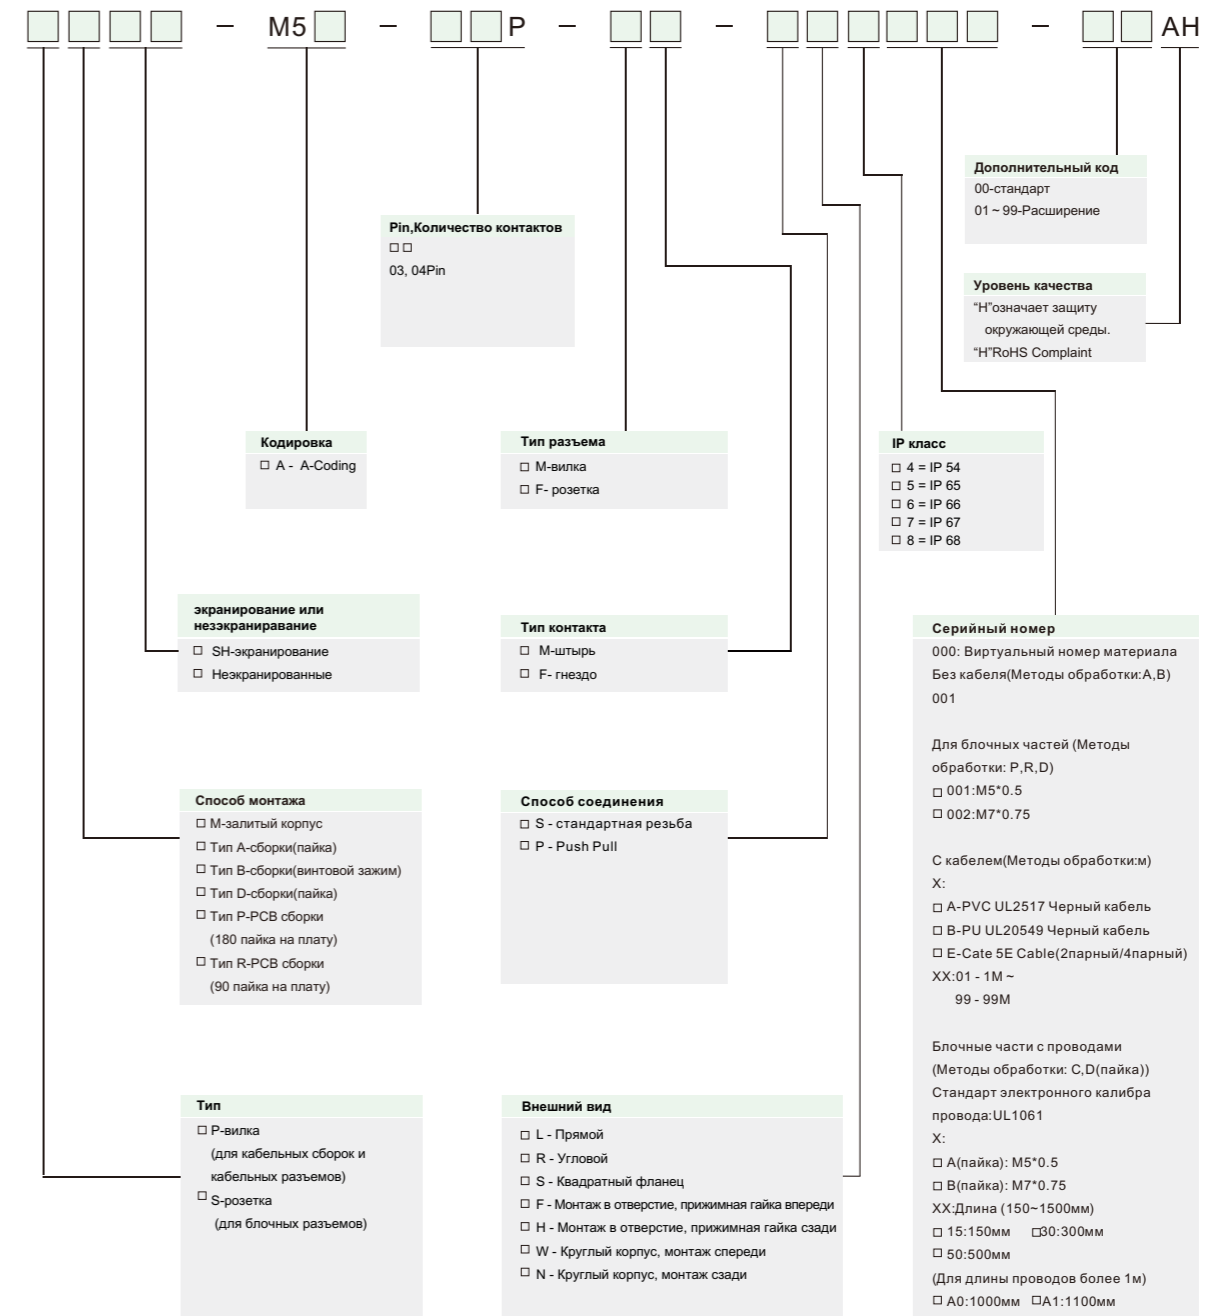 – M5 – P – – – AH
Дополнительный код
00-стандарт
01 ~ 99-Расширение
Pin,Количество контактов
□ □
03, 04Pin
Уровень качества
“H”означает защиту
окружающей среды.
“H”RoHS Complaint
Кодировка
□ A - A-Coding
Тип разъема
□ М-вилка
□ F- розетка
IP класс
□ 4 = IP 54
□ 5 = IP 65
□ 6 = IP 66
□ 7 = IP 67
□ 8 = IP 68
экранирование или
незэкраниравание
□ SH-экранирование
□ Неэкранированные
Тип контакта
□ М-штырь
□ F- гнездо
Серийный номер
000: Виртуальный номер материала
Без кабеля(Методы обработки:A,B)
001
Для блочных частей (Методы
обработки: P,R,D)
□ 001:M5*0.5
□ 002:M7*0.75
С кабелем(Методы обработки:м)
X:
□ A-PVC UL2517 Черный кабель
□ B-PU UL20549 Черный кабель
□ E-Cate 5E Cable(2парный/4парный)
XX:01 - 1M ~
99 - 99M
Блочные части с проводами
(Методы обработки: C,D(пайка))
Стандарт электронного калибра
провода:UL1061
X:
□ A(пайка): M5*0.5
□ B(пайка): M7*0.75
XX:Длина (150~1500мм)
□ 15:150мм □30:300мм
□ 50:500мм
(Для длины проводов более 1м)
□ A0:1000мм □A1:1100мм
Способ монтажа
□ М-залитый корпус
□ Тип А-сборки(пайка)
□ Тип В-сборки(винтовой зажим)
□ Тип D-сборки(пайка)
□ Тип P-PCB сборки
(180 пайка на плату)
□ Тип R-PCB сборки
(90 пайка на плату)
Способ соединения
□ S - стандартная резьба
□ P - Push Pull
Тип
□ Р-вилка
(для кабельных сборок и
кабельных разъемов)
□ S-розетка
(для блочных разъемов)
Внешний вид
□ L - Прямой
□ R - Угловой
□ S - Квадратный фланец
□ F - Монтаж в отверстие, прижимная гайка впереди
□ H - Монтаж в отверстие, прижимная гайка сзади
□ W - Круглый корпус, монтаж спереди
□ N - Круглый корпус, монтаж сзади